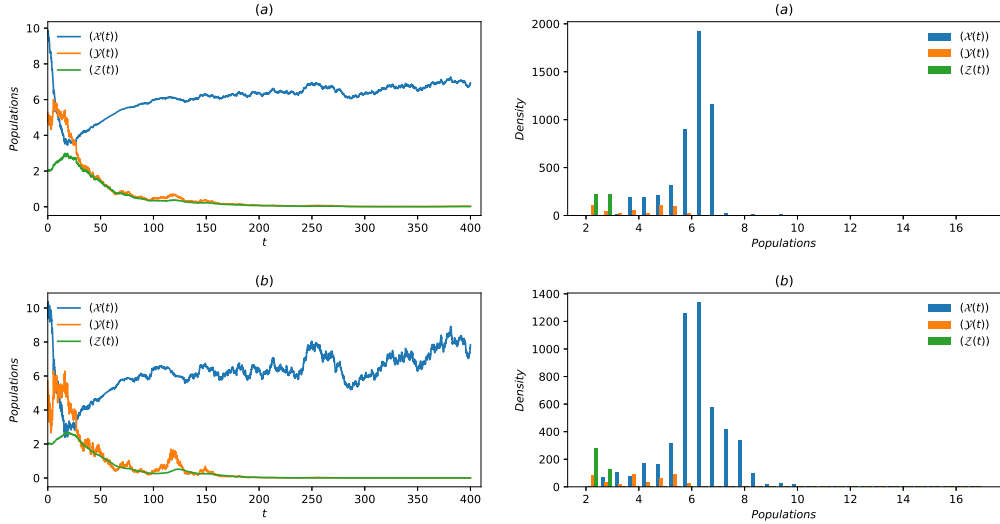 (a)
10
8
6
4
2
0
Populations
(𝒳(t))
(𝒴(t))
(𝒵(t))
0 50 100 150 200 250 300 350 400
t
(a)
2000
1500
1000
500
0
Density
(𝒳(t))
(𝒴(t))
(𝒵(t))
2 4 6 8 10 12 14 16
Populations
(b)
10
8
6
4
2
0
Populations
(𝒳(t))
(𝒴(t))
(𝒵(t))
0 50 100 150 200 250 300 350 400
t
(b)
1400
1200
1000
800
600
400
200
0
Density
(𝒳(t))
(𝒴(t))
(𝒵(t))
2 4 6 8 10 12 14 16
Populations